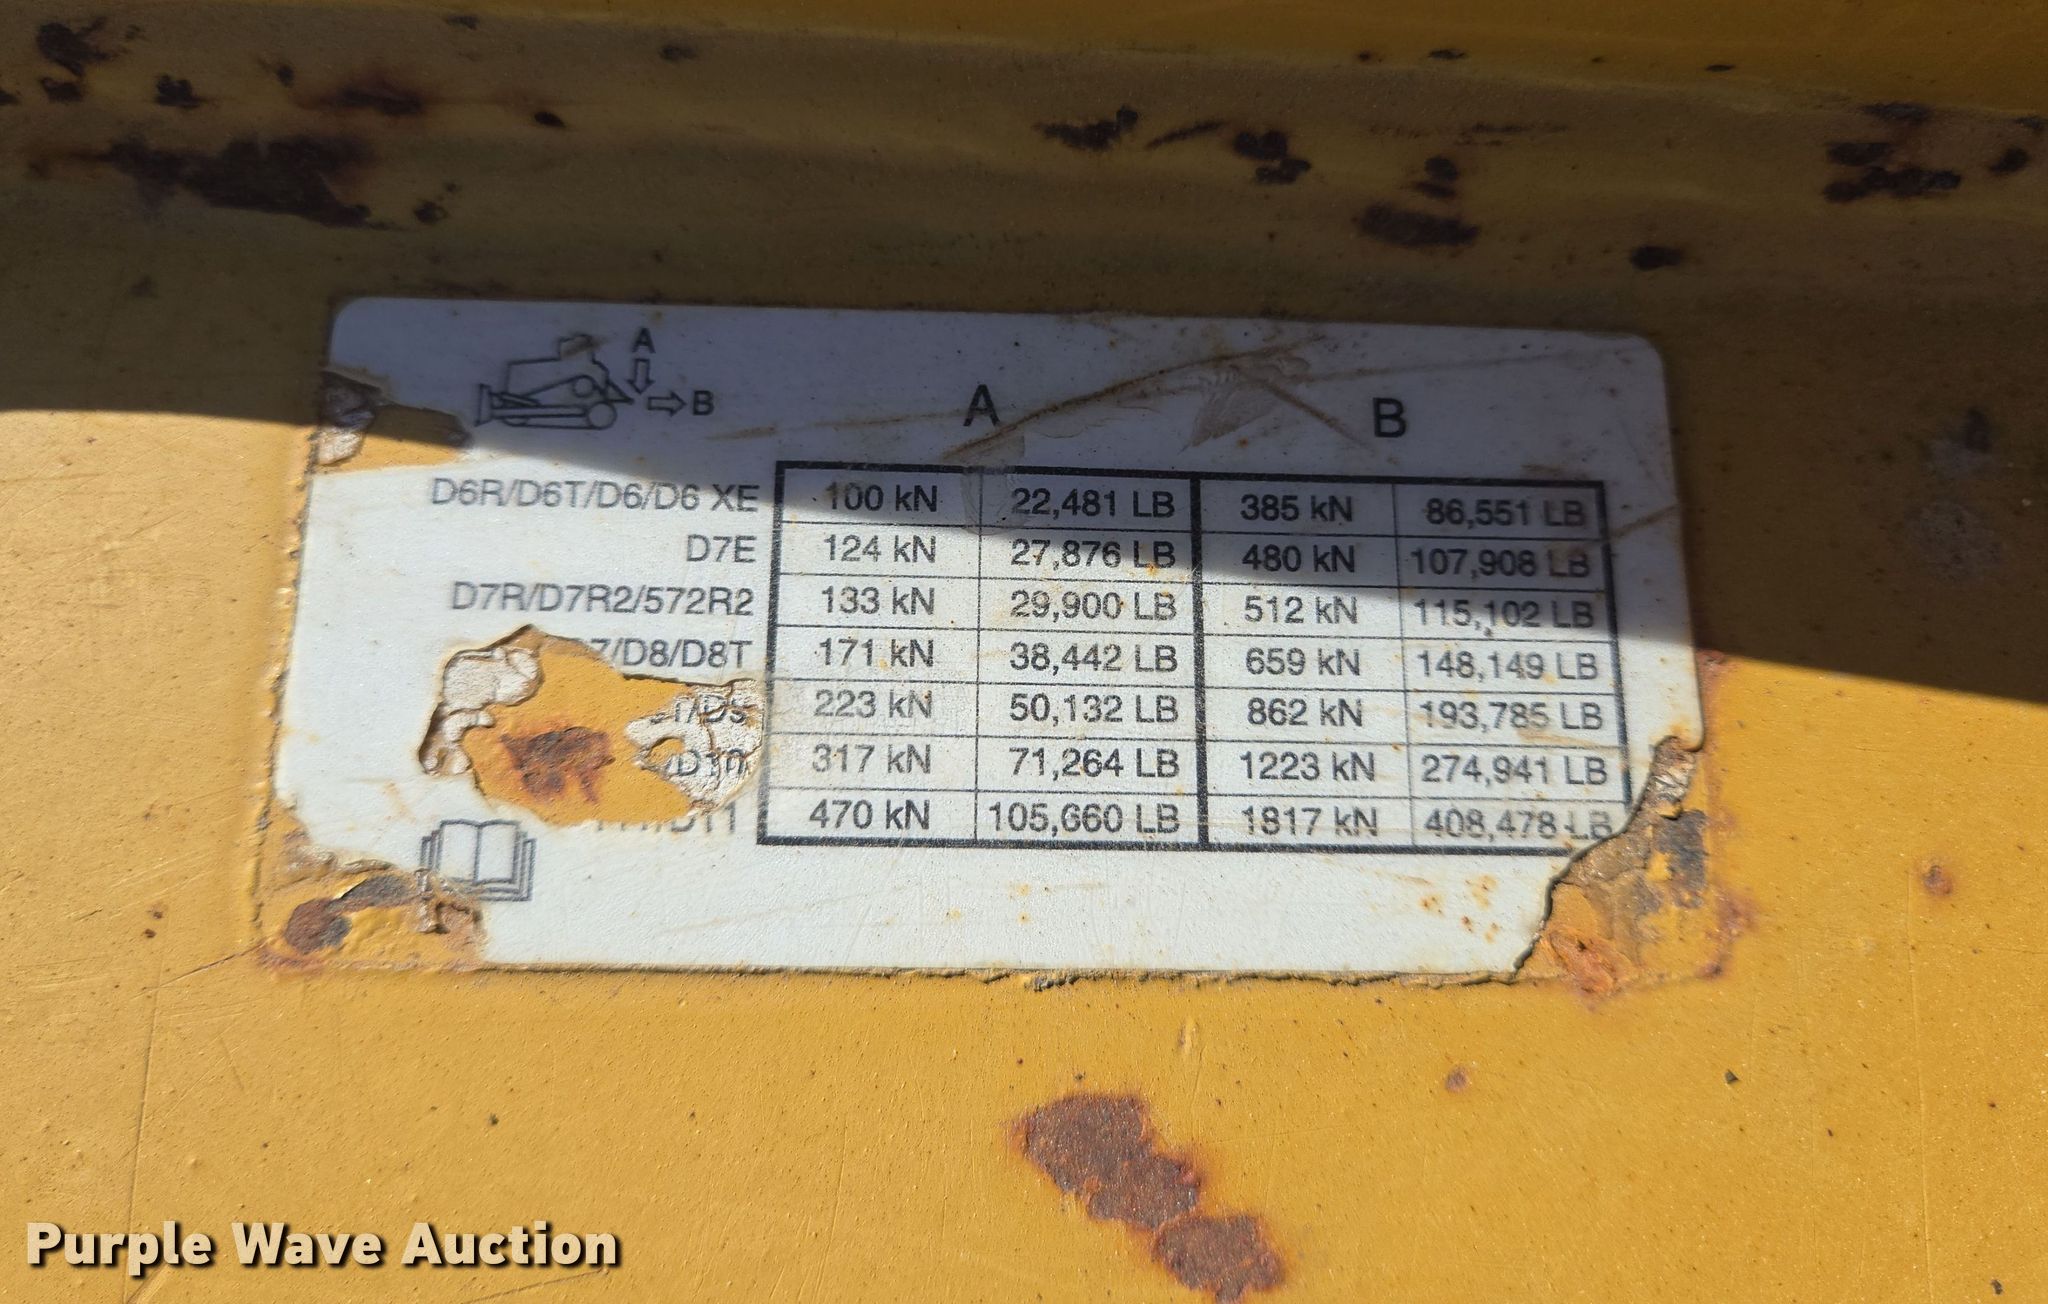 A
B
A B
D6R/D6T/D6/D6 XE 100 kN 22,481 LB 385 kN 86,551 LB
D7E 124 kN 27,876 LB 480 kN 107,908 LB
D7R/D7R2/572R2 133 kN 29,900 LB 512 kN 115,102 LB
/D8/D8T 171 kN 38,442 LB 659 kN 148,149 LB
223 kN 50,132 LB 862 kN 193,785 LB
/D10 317 kN 71,264 LB 1223 kN 274,941 LB
/D11 470 kN 105,660 LB 1817 kN 408,478 LB
Purple Wave Auction